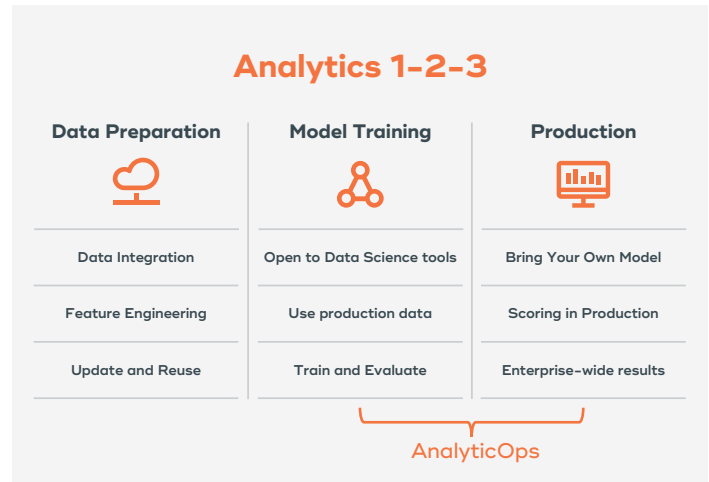 Analytics 1-2-3
Data Preparation
Model Training
Production
Data Integration
Open to Data Science tools
Bring Your Own Model
Feature Engineering
Use production data
Scoring in Production
Update and Reuse
Train and Evaluate
Enterprise-wide results
AnalyticOps